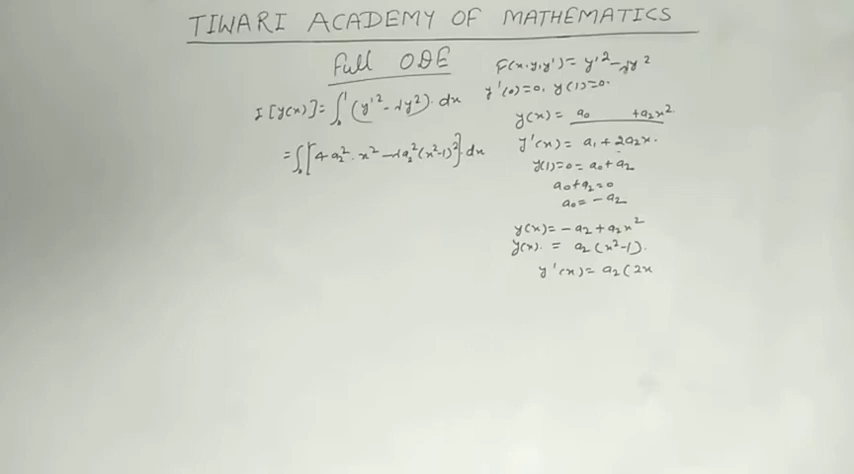 TIWARI ACADEMY OF MATHEMATICS
Full ODE
I[y(x)] = ∫₀¹ (y'² - λy²). dx
= ∫₀¹ [4a₂². x² - λa₂²(x²-1)²] dx
F(x,y,y') = y'² - λy²
y'(0)=0, y(1)=0.
y(x) = a₀ + a₂x²
y'(x) = a₁ + 2a₂x.
y(1)=0= a₀+a₂
a₀+a₂=0
a₀= -a₂
y(x)= -a₂ + a₂x²
y(x). = a₂(x²-1).
y'(x)= a₂(2x